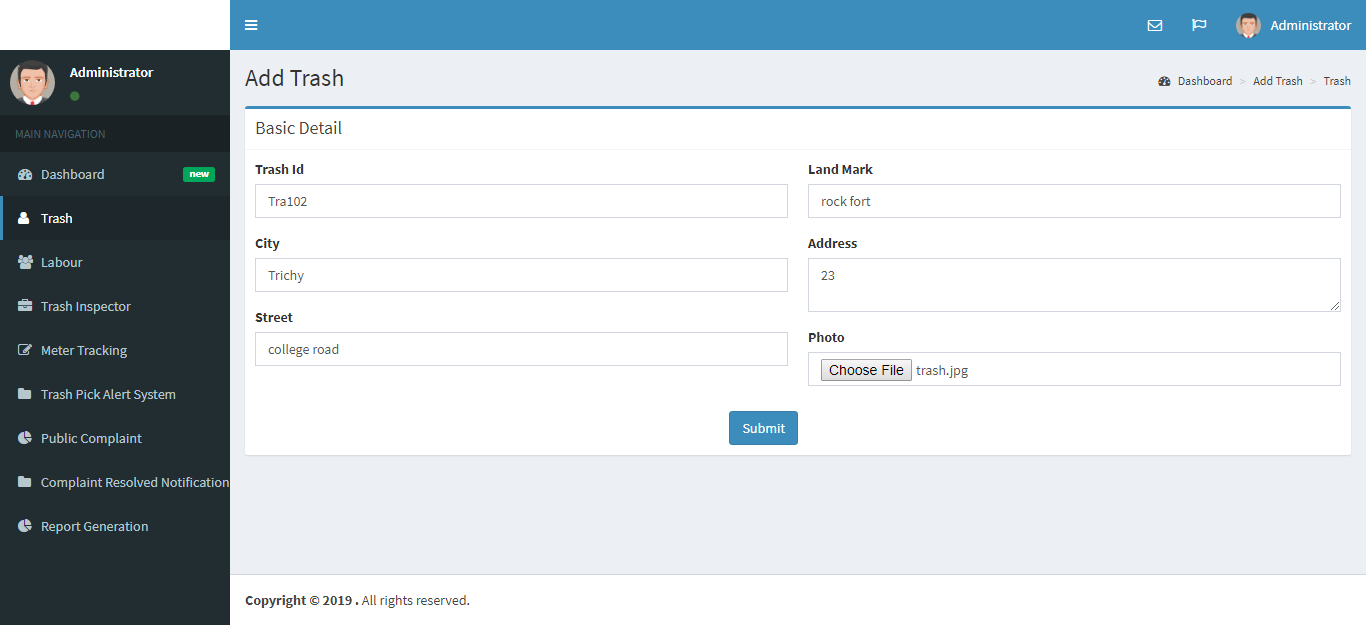 Administrator
Administrator
MAIN NAVIGATION
Dashboard new
Trash
Labour
Trash Inspector
Meter Tracking
Trash Pick Alert System
Public Complaint
Complaint Resolved Notification
Report Generation
Add Trash
Dashboard > Add Trash > Trash
Basic Detail
Trash Id
Tra102
City
Trichy
Street
college road
Land Mark
rock fort
Address
23
Photo
Choose File trash.jpg
Submit
Copyright © 2019 . All rights reserved.